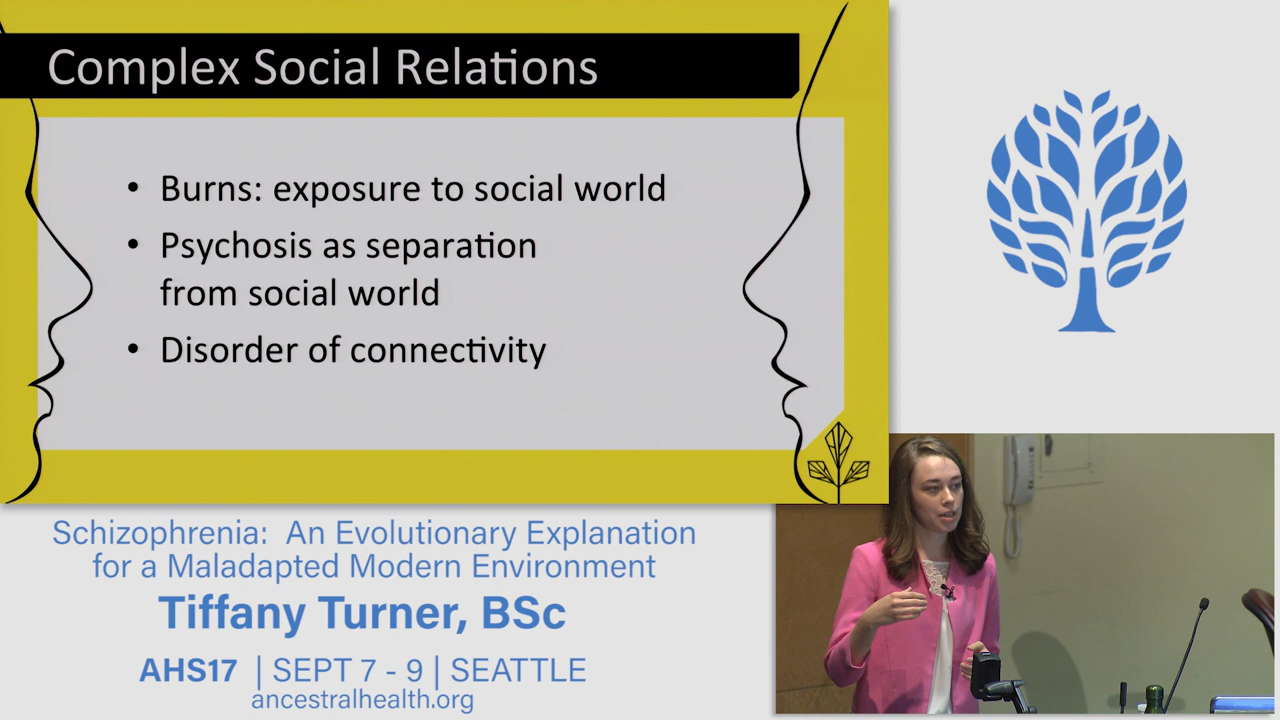 Complex Social Relations
• Burns: exposure to social world
• Psychosis as separation
from social world
• Disorder of connectivity
Schizophrenia: An Evolutionary Explanation
for a Maladapted Modern Environment
Tiffany Turner, BSc
AHS17 | SEPT 7 - 9 | SEATTLE
ancestralhealth.org